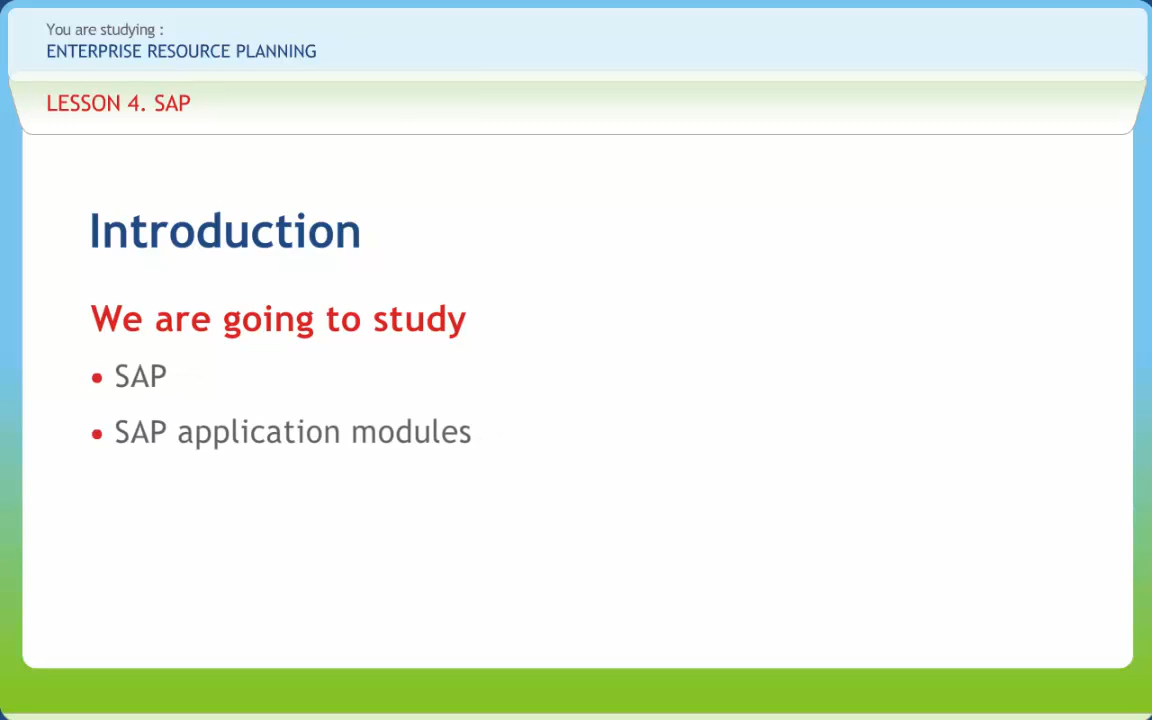 You are studying :
ENTERPRISE RESOURCE PLANNING
LESSON 4. SAP
Introduction
We are going to study
• SAP
• SAP application modules